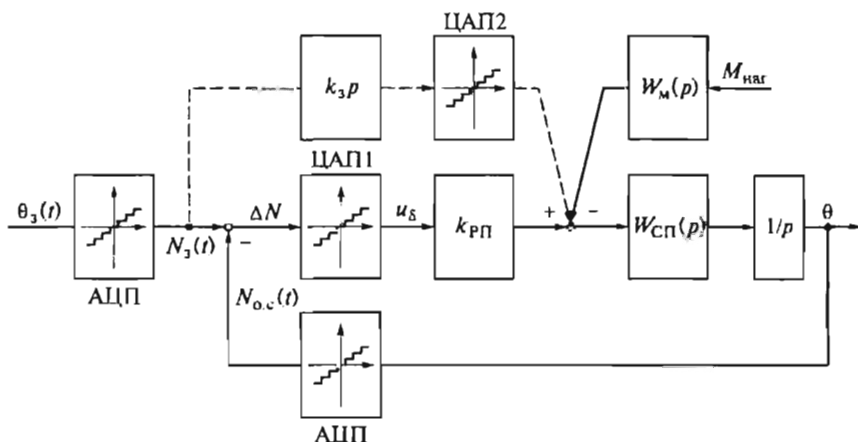 ЦАП2
k₃p
W_м(p)
M_наг
ЦАП1
θ₃(t)
N₃(t)
ΔN
u_δ
k_РП
+
−
W_СП(p)
1/p
θ
−
АЦП
N_о.с(t)
АЦП